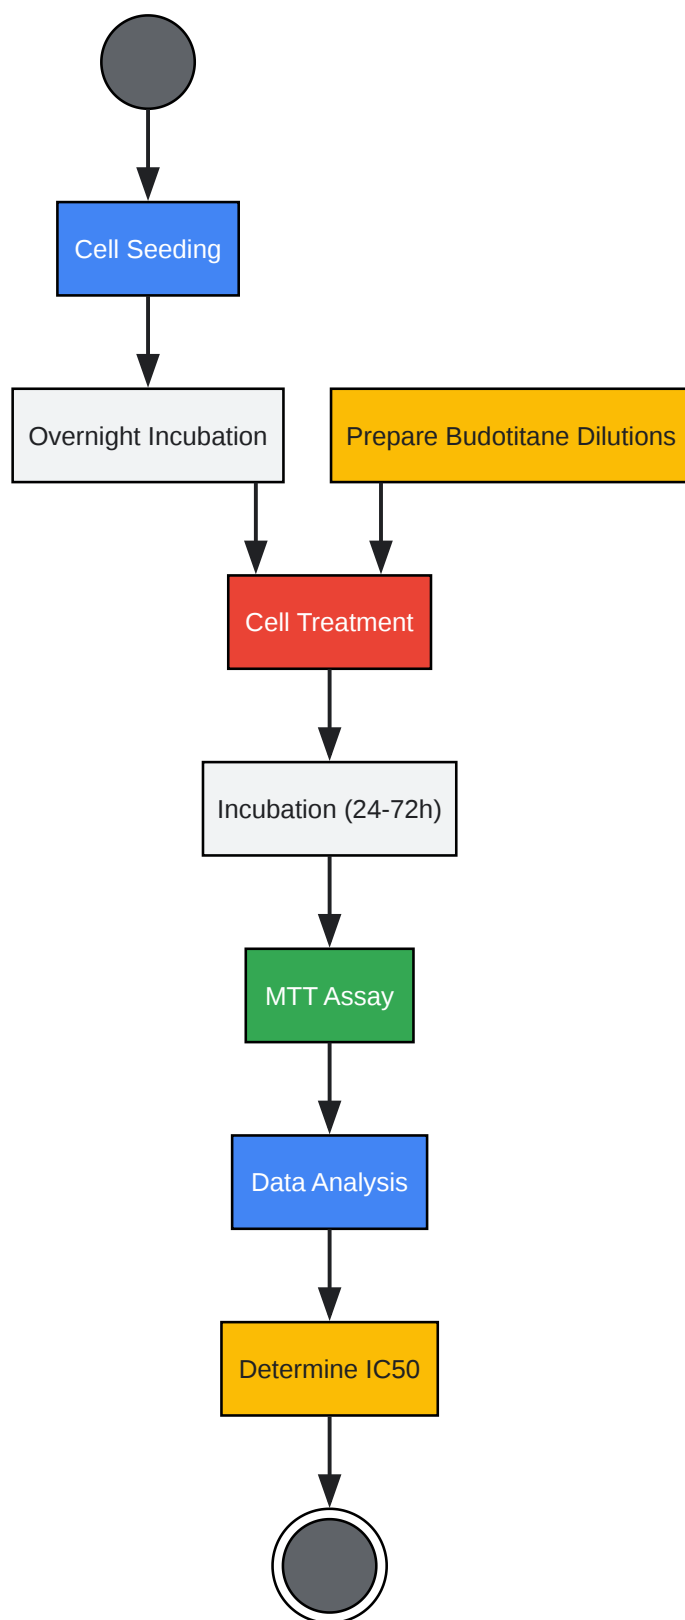 Cell Seeding
Overnight Incubation
Prepare Budotitane Dilutions
Cell Treatment
Incubation (24-72h)
MTT Assay
Data Analysis
Determine IC50